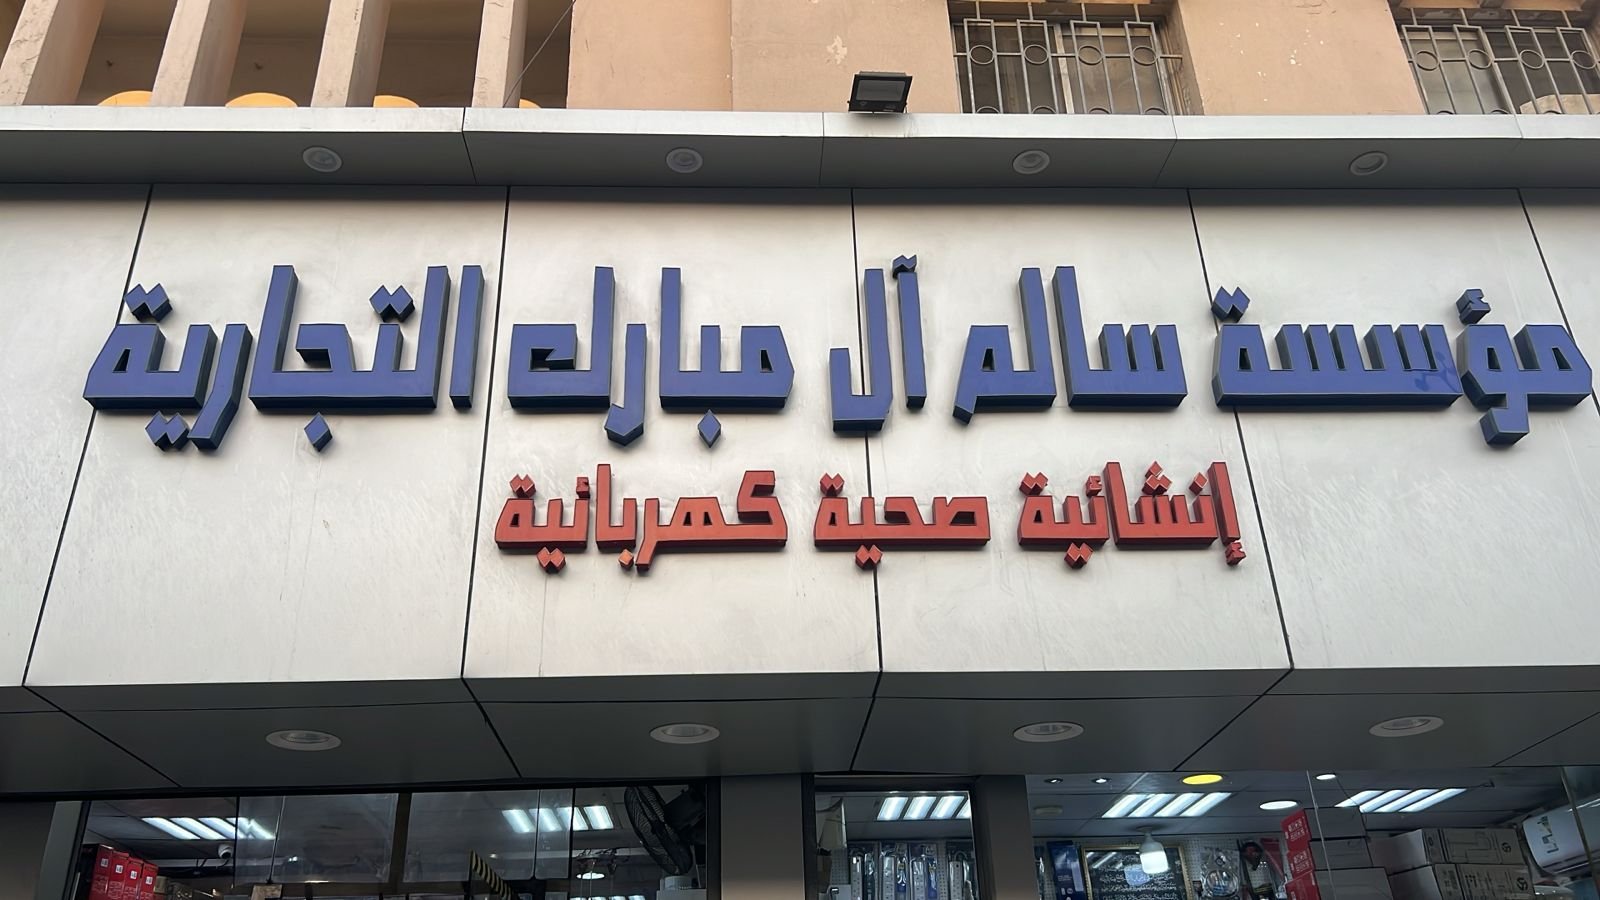 مؤسسة سالم آل مبارك التجارية
إنشائية صحية كهربائية